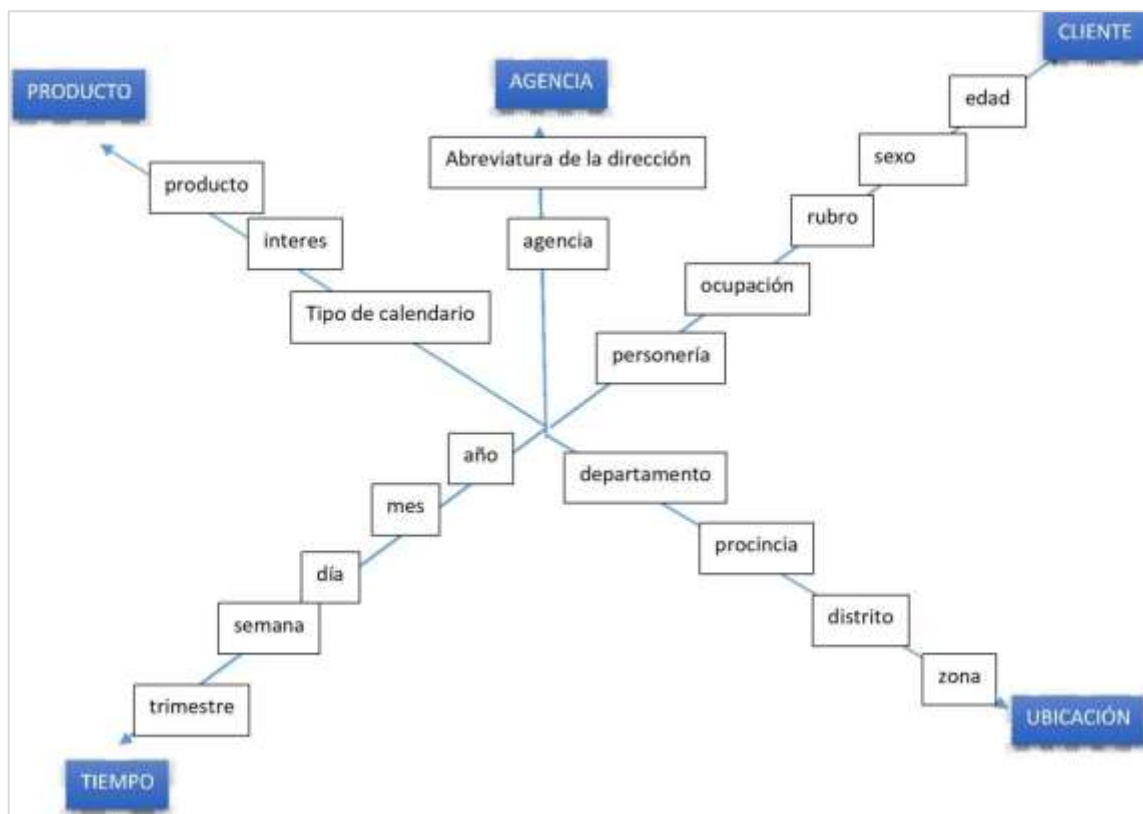 CLIENTE
PRODUCTO
AGENCIA
edad
Abreviatura de la dirección
sexo
producto
rubro
interes
agencia
ocupación
Tipo de calendario
personería
año
departamento
mes
procincia
día
distrito
semana
zona
trimestre
UBICACIÓN
TIEMPO